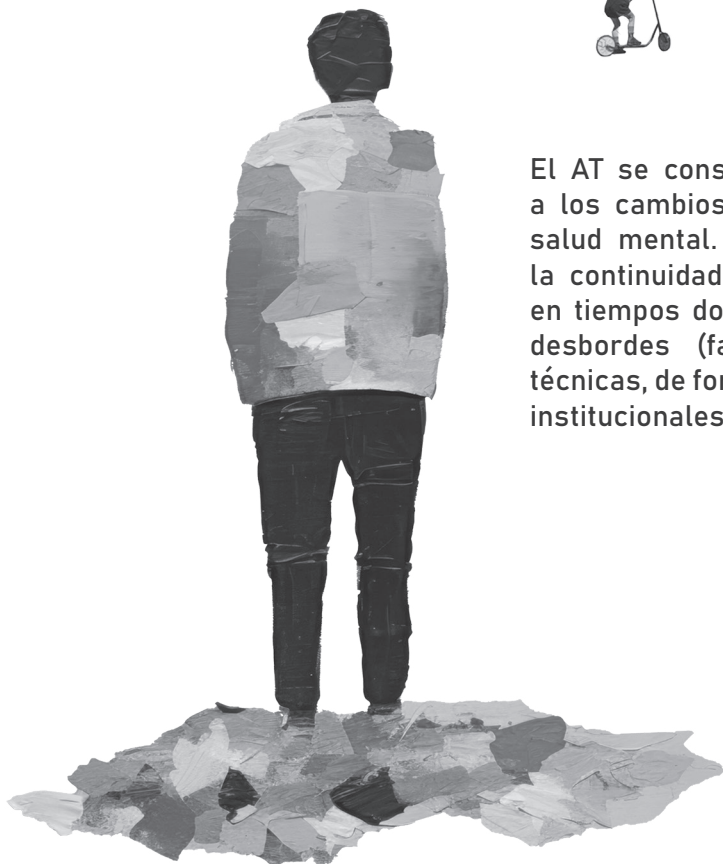 El AT se cons
a los cambios
salud mental.
la continuidad
en tiempos do
desbordes (fa
técnicas, de for
institucionales